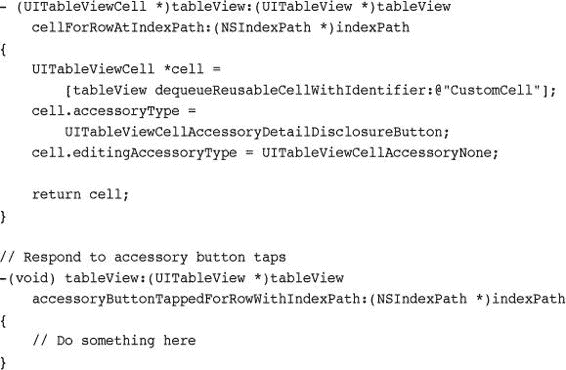 - (UITableViewCell *)tableView:(UITableView *)tableView
    cellForRowAtIndexPath:(NSIndexPath *)indexPath
{
    UITableViewCell *cell =
        [tableView dequeueReusableCellWithIdentifier:@"CustomCell"];
    cell.accessoryType =
        UITableViewCellAccessoryDetailDisclosureButton;
    cell.editingAccessoryType = UITableViewCellAccessoryNone;

    return cell;
}

// Respond to accessory button taps
-(void) tableView:(UITableView *)tableView
    accessoryButtonTappedForRowWithIndexPath:(NSIndexPath *)indexPath
{
    // Do something here
}